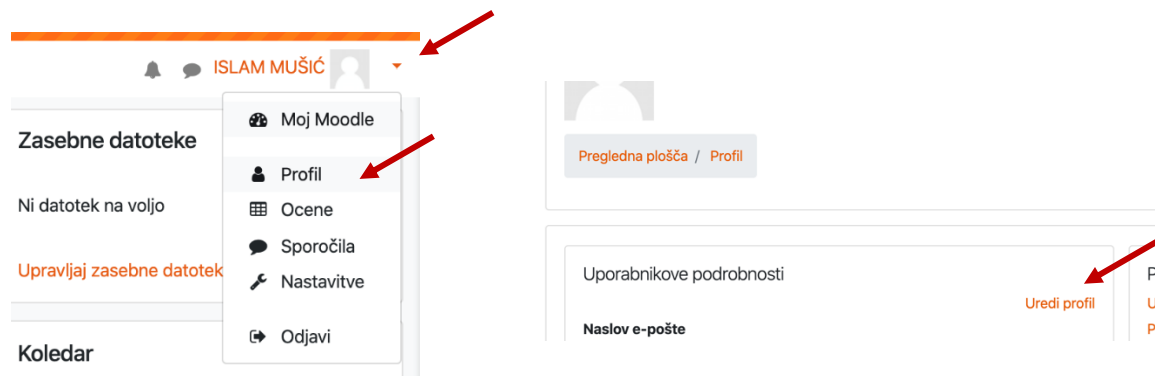 ISLAM MUŠIĆ
Moj Moodle
Zasebne datoteke
Profil
Ni datotek na voljo
Ocene
Sporočila
Upravljaj zasebne datotek
Nastavitve
Odjavi
Koledar
Pregledna plošča / Profil
Uporabnikove podrobnosti
Uredi profil
Naslov e-pošte
P
U
P